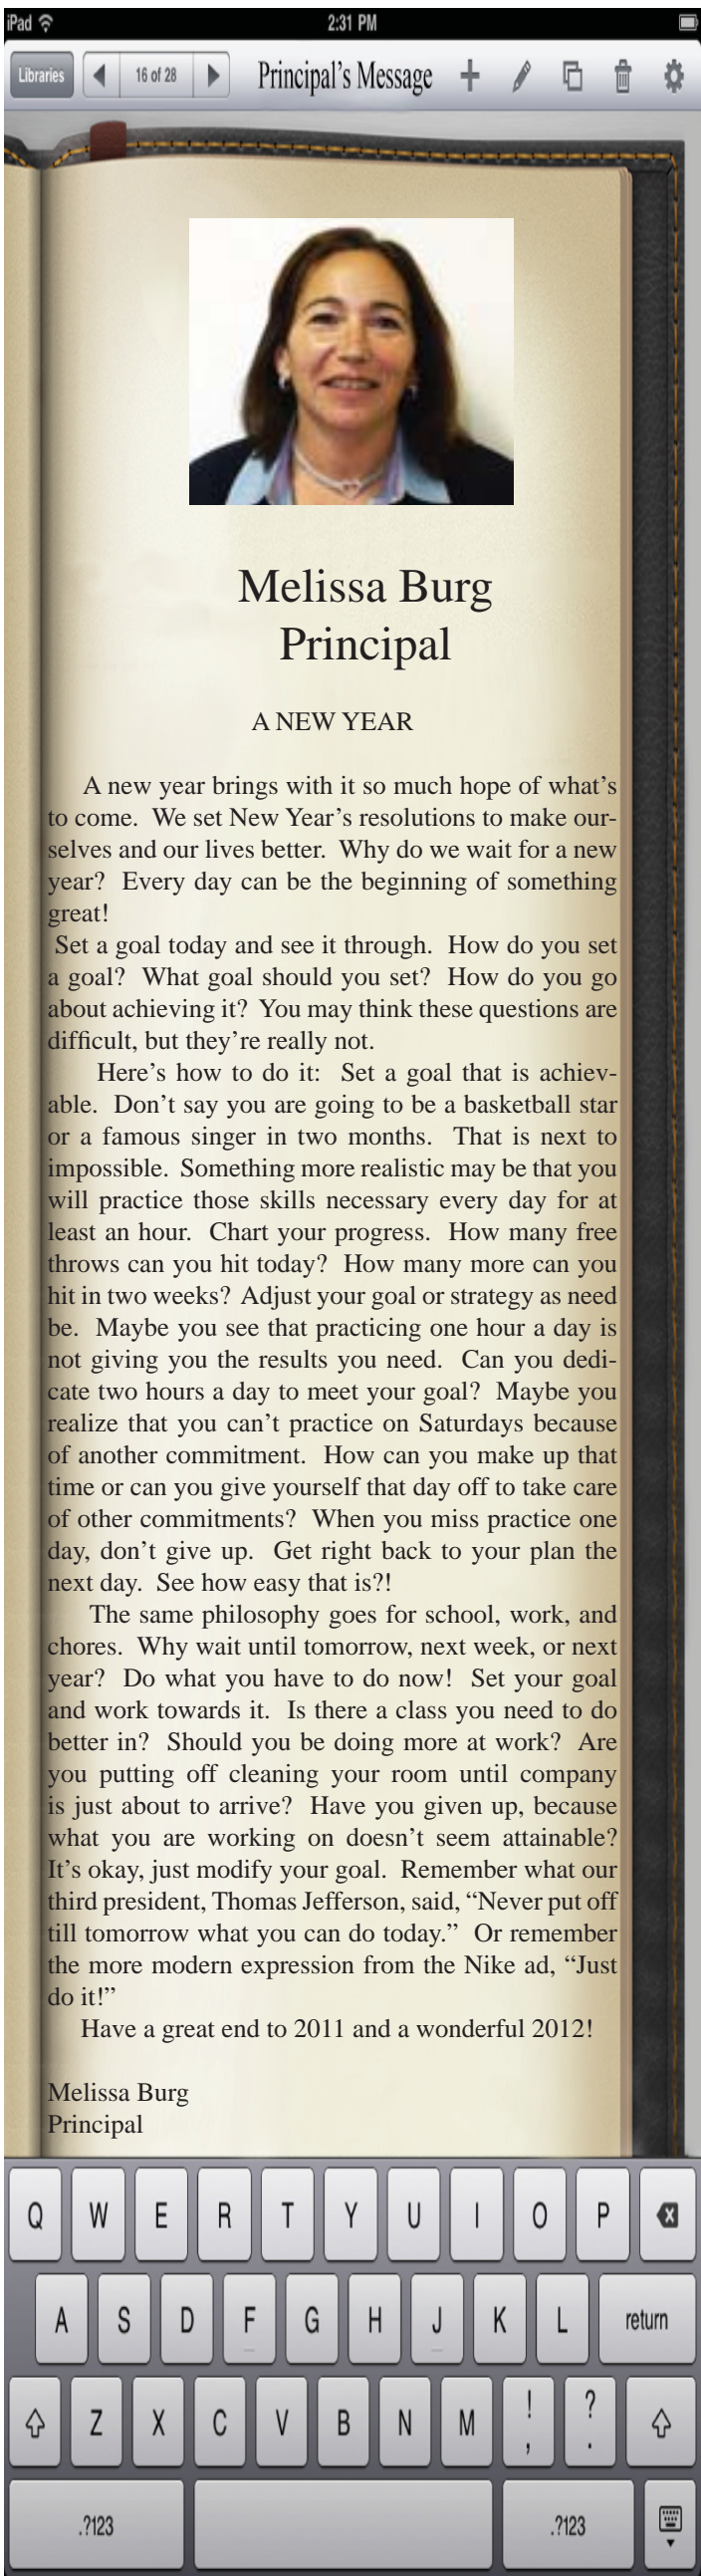 iPad
2:31 PM
Libraries
16 of 28
Principal's Message
Melissa Burg
Principal
A NEW YEAR
A new year brings with it so much hope of what's
to come.  We set New Year's resolutions to make our-
selves and our lives better.  Why do we wait for a new
year?  Every day can be the beginning of something
great!
Set a goal today and see it through.  How do you set
a goal?  What goal should you set?  How do you go
about achieving it?  You may think these questions are
difficult, but they're really not.
Here's how to do it:  Set a goal that is achiev-
able.  Don't say you are going to be a basketball star
or a famous singer in two months.  That is next to
impossible.  Something more realistic may be that you
will practice those skills necessary every day for at
least an hour.  Chart your progress.  How many free
throws can you hit today?  How many more can you
hit in two weeks?  Adjust your goal or strategy as need
be.  Maybe you see that practicing one hour a day is
not giving you the results you need.  Can you dedi-
cate two hours a day to meet your goal?  Maybe you
realize that you can't practice on Saturdays because
of another commitment.  How can you make up that
time or can you give yourself that day off to take care
of other commitments?  When you miss practice one
day, don't give up.  Get right back to your plan the
next day.  See how easy that is?!
The same philosophy goes for school, work, and
chores.  Why wait until tomorrow, next week, or next
year?  Do what you have to do now!  Set your goal
and work towards it.  Is there a class you need to do
better in?  Should you be doing more at work?  Are
you putting off cleaning your room until company
is just about to arrive?  Have you given up, because
what you are working on doesn't seem attainable?
It's okay, just modify your goal.  Remember what our
third president, Thomas Jefferson, said, "Never put off
till tomorrow what you can do today."  Or remember
the more modern expression from the Nike ad, "Just
do it!"
Have a great end to 2011 and a wonderful 2012!
Melissa Burg
Principal
Q W E R T Y U I O P
A S D F G H J K L return
Z X C V B N M ! , ? .
.?123 .?123